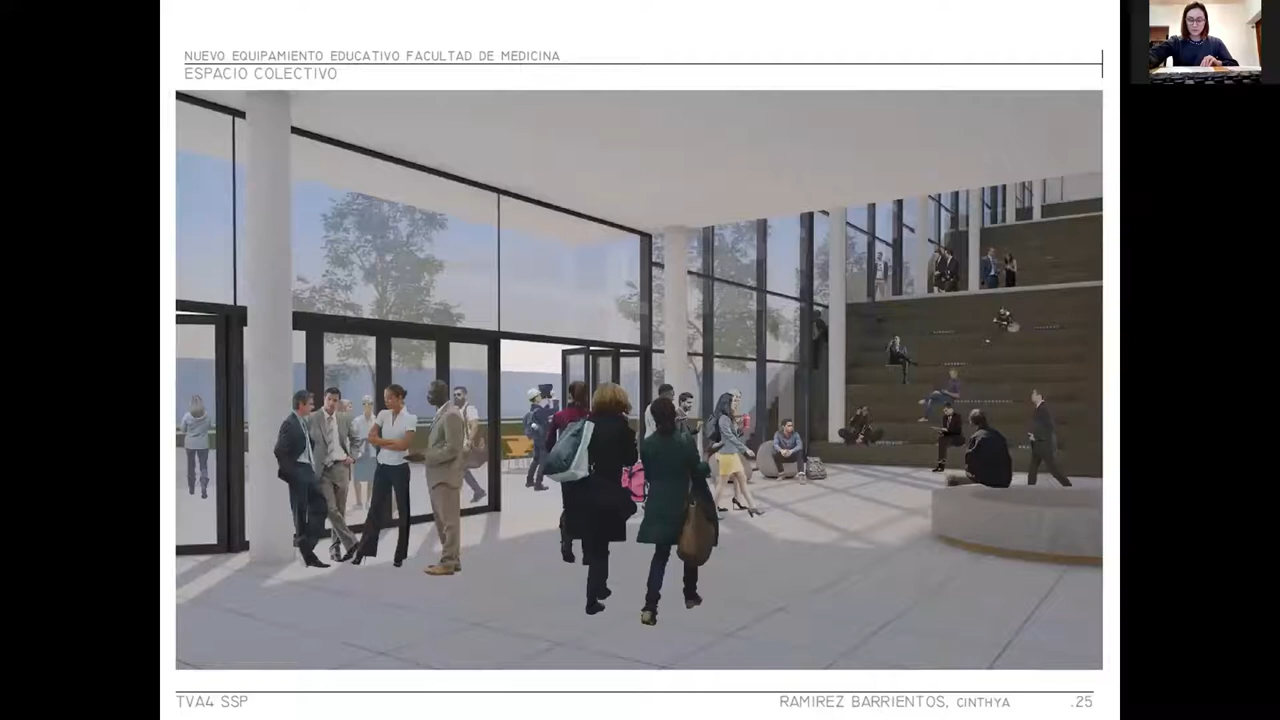 NUEVO EQUIPAMIENTO EDUCATIVO FACULTAD DE MEDICINA
ESPACIO COLECTIVO
TVA4 SSP
RAMIREZ BARRIENTOS, CINTHYA
.25